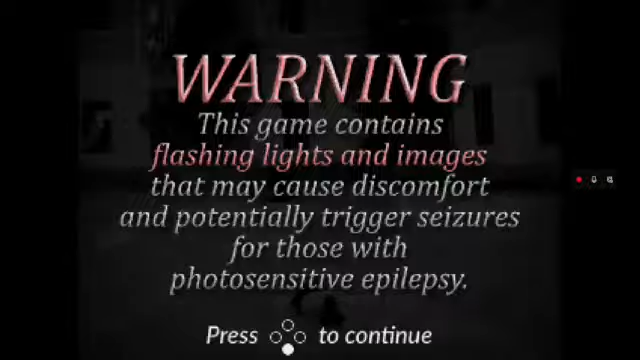 WARNING
This game contains
flashing lights and images
that may cause discomfort
and potentially trigger seizures
for those with
photosensitive epilepsy.
Press to continue